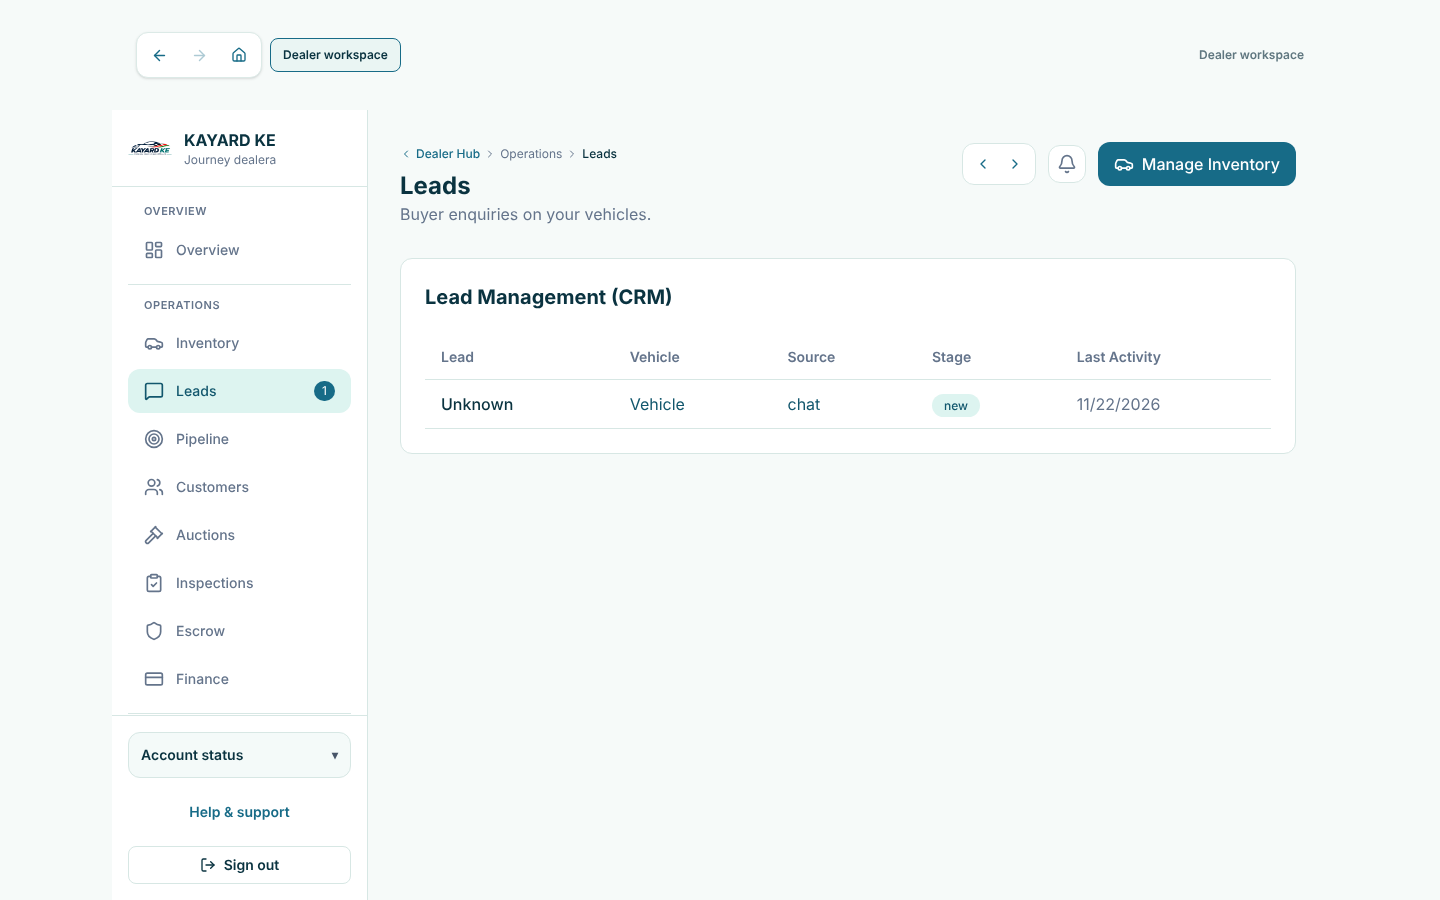 Dealer workspace
Dealer workspace
KAYARD KE
KAYARD KE
Journey dealera
OVERVIEW
Overview
OPERATIONS
Inventory
Leads 1
Pipeline
Customers
Auctions
Inspections
Escrow
Finance
Account status ▾
Help & support
Sign out
Dealer Hub Operations Leads
Leads
Buyer enquiries on your vehicles.
Manage Inventory
Lead Management (CRM)
Lead Vehicle Source Stage Last Activity
Unknown Vehicle chat new 11/22/2026